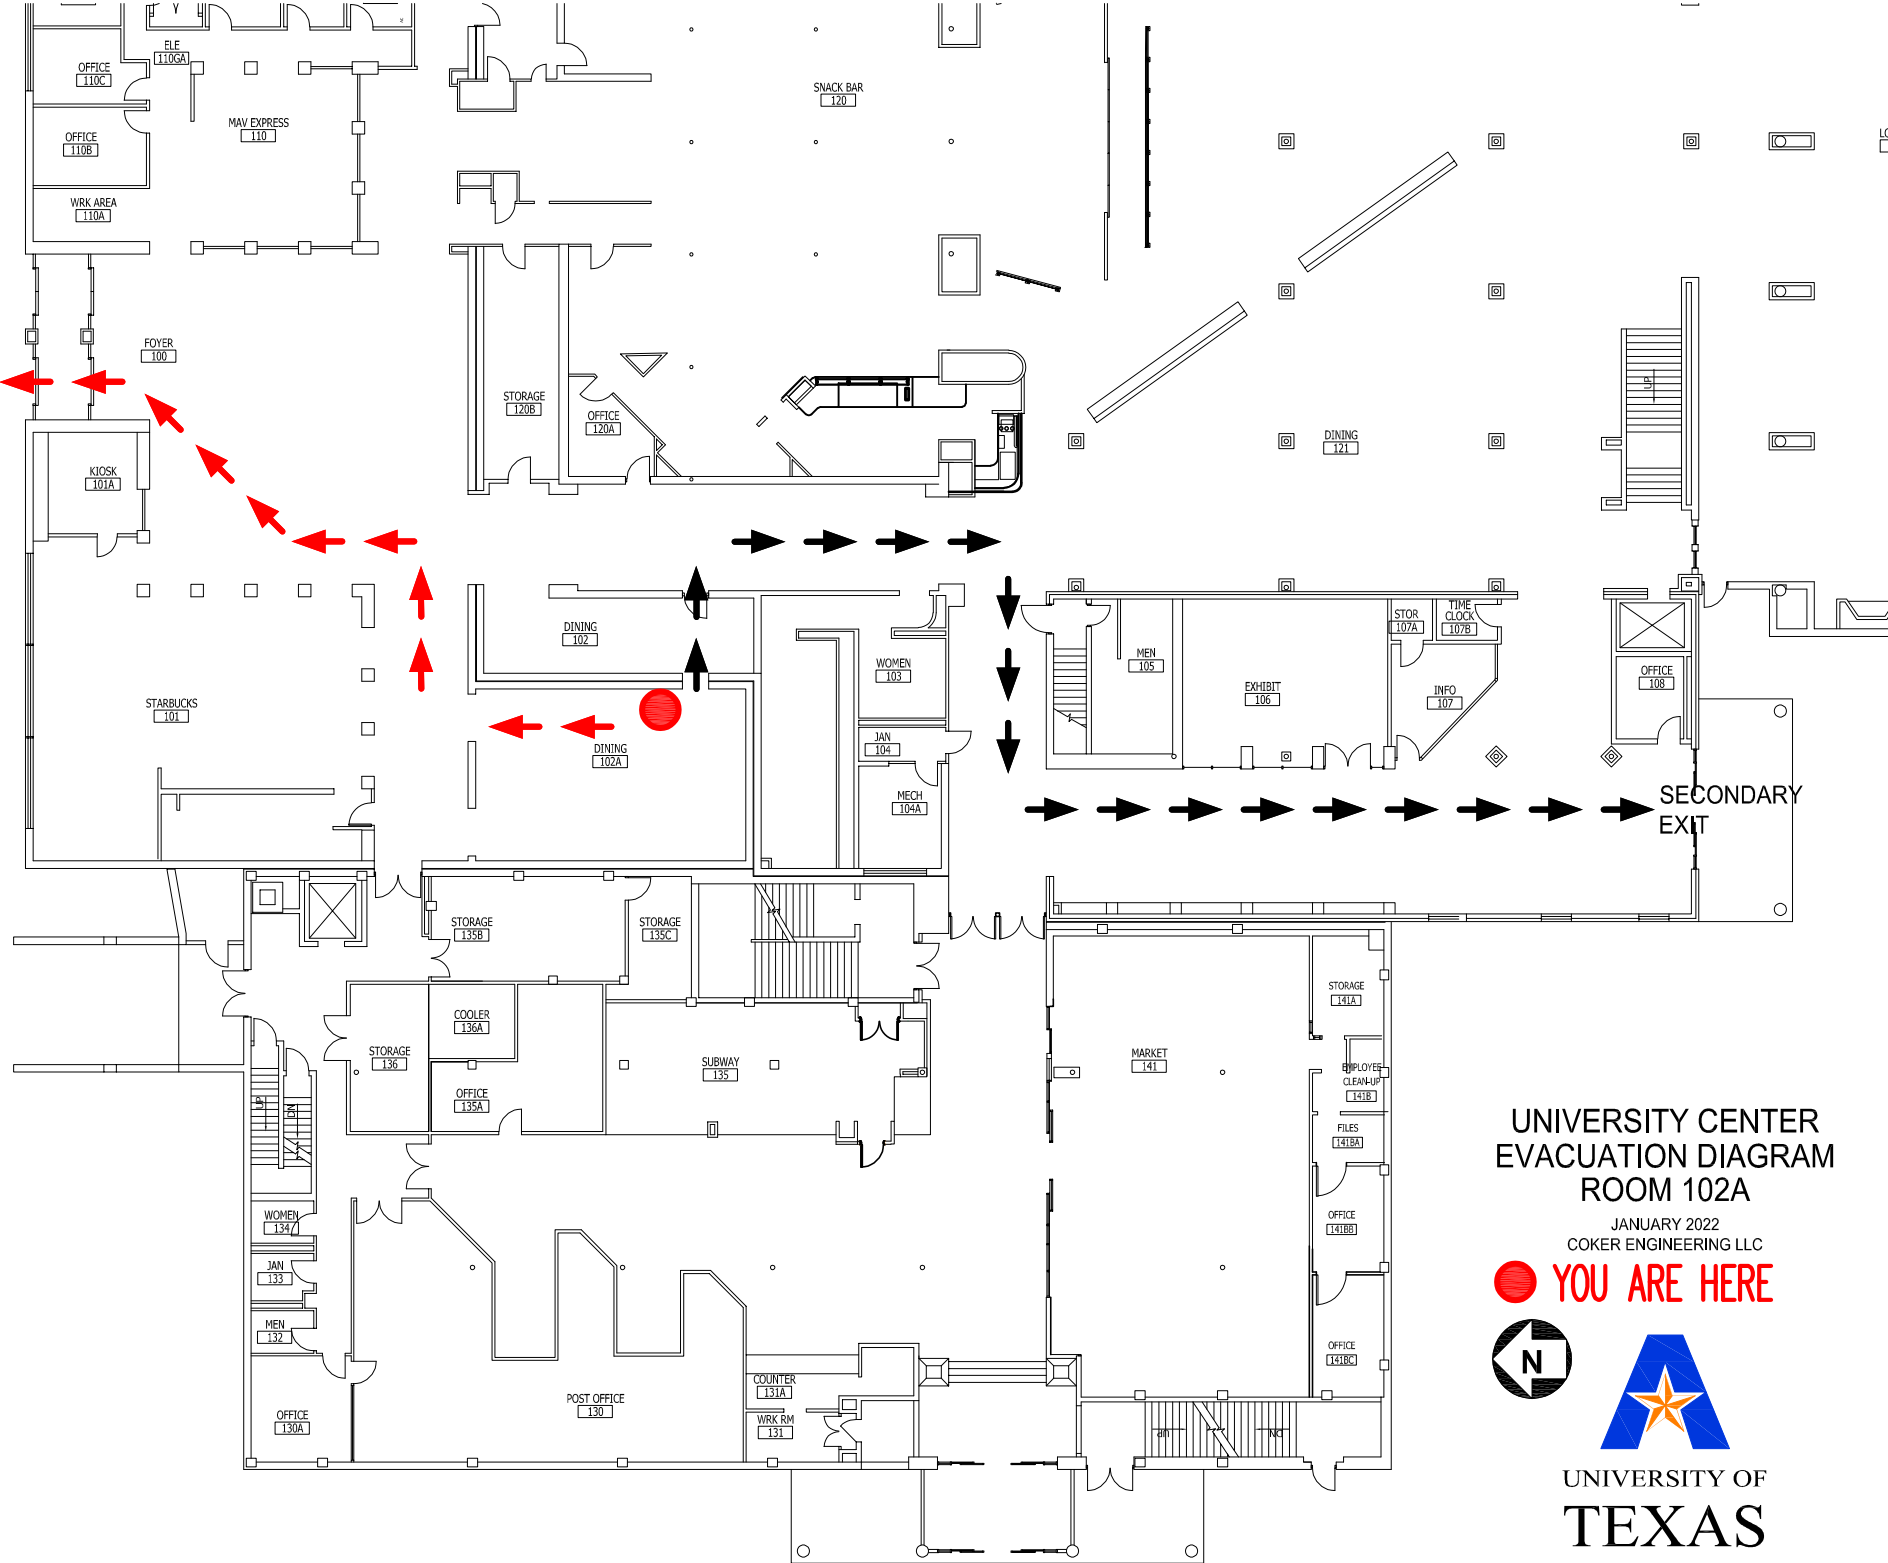 ELE
110GA
OFFICE
110C
MAV EXPRESS
110
OFFICE
110B
WRK AREA
110A
SNACK BAR
120
FOYER
100
STORAGE
120B
OFFICE
120A
DINING
121
UP
KIOSK
101A
DINING
102
STARBUCKS
101
DINING
102A
WOMEN
103
JAN
104
MECH
104A
MEN
105
EXHIBIT
106
STOR
107A
TIME
CLOCK
107B
INFO
107
OFFICE
108
SECONDARY
EXIT
STORAGE
135B
STORAGE
135C
COOLER
136A
STORAGE
136
OFFICE
135A
SUBWAY
135
UP
DN
MARKET
141
STORAGE
141A
EMPLOYEE
CLEAN-UP
141B
FILES
141BA
OFFICE
141BB
OFFICE
141BC
WOMEN
134
JAN
133
MEN
132
OFFICE
130A
POST OFFICE
130
COUNTER
131A
WRK RM
131
UP
DN
UNIVERSITY CENTER
EVACUATION DIAGRAM
ROOM 102A
JANUARY 2022
COKER ENGINEERING LLC
YOU ARE HERE
N
UNIVERSITY OF
TEXAS